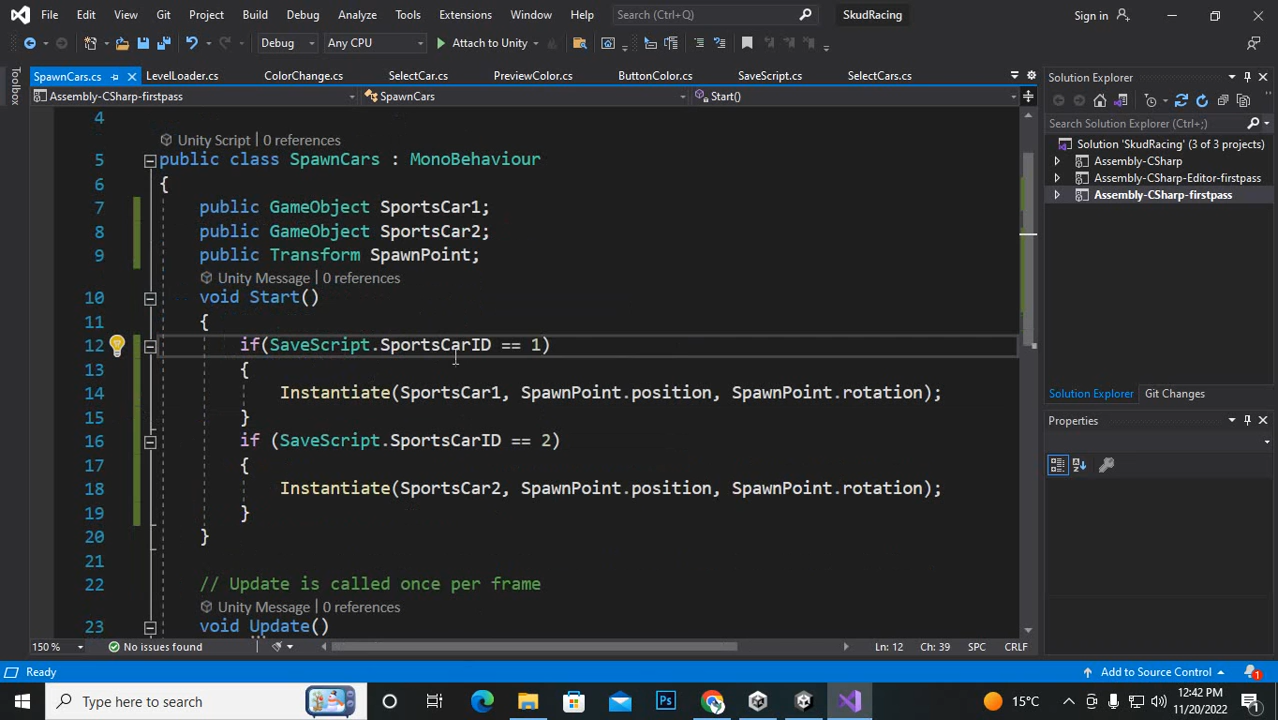 File Edit View Git Project Build Debug Analyze Tools Extensions Window Help Search (Ctrl+;) SkudRacing Sign in
Debug Any CPU Attach to Unity
SpawnCars.cs LevelLoader.cs ColorChange.cs SelectCar.cs PreviewColor.cs ButtonColor.cs SaveScript.cs SelectCars.cs
Toolbox
Assembly-CSharp-firstpass SpawnCars Start()
4
Unity Script | 0 references
5 public class SpawnCars : MonoBehaviour
6 {
7 public GameObject SportsCar1;
8 public GameObject SportsCar2;
9 public Transform SpawnPoint;
Unity Message | 0 references
10 void Start()
11 {
12 if(SaveScript.SportsCarID == 1)
13 {
14 Instantiate(SportsCar1, SpawnPoint.position, SpawnPoint.rotation);
15 }
16 if (SaveScript.SportsCarID == 2)
17 {
18 Instantiate(SportsCar2, SpawnPoint.position, SpawnPoint.rotation);
19 }
20 }
21
22 // Update is called once per frame
Unity Message | 0 references
23 void Update()
150 % No issues found Ln: 12 Ch: 39 SPC CRLF
Solution Explorer
Search Solution Explorer (Ctrl+;)
Solution 'SkudRacing' (3 of 3 projects)
Assembly-CSharp
Assembly-CSharp-Editor-firstpass
Assembly-CSharp-firstpass
Solution Explorer Git Changes
Properties
Ready Add to Source Control 1
Type here to search Ps 15°C 12:42 PM
11/20/2022